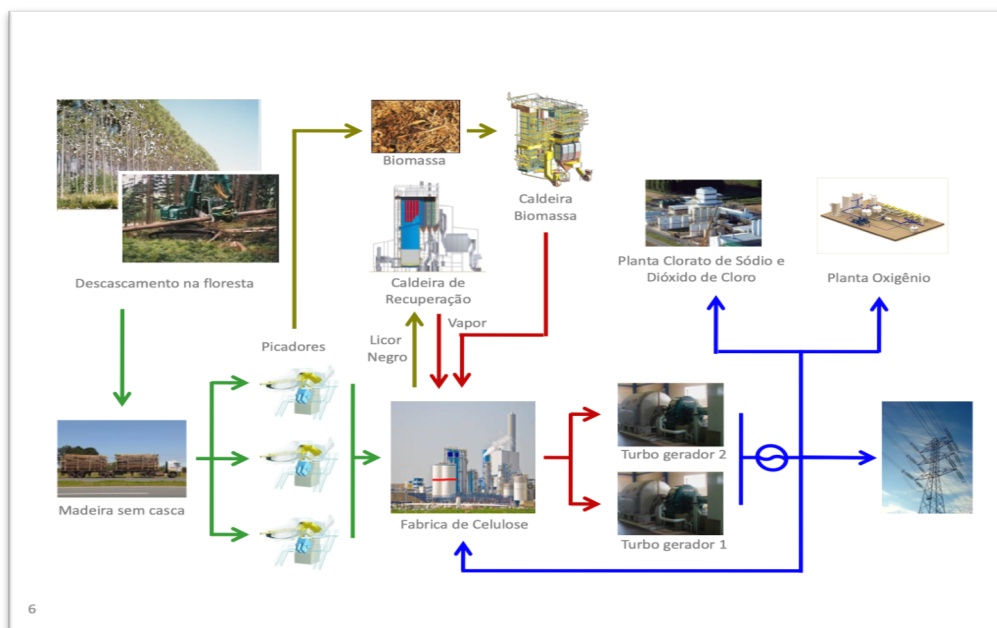 Biomassa
Caldeira
Biomassa
Descascamento na floresta
Caldeira de
Recuperação
Planta Clorato de Sódio e
Dióxido de Cloro
Planta Oxigênio
Picadores
Licor
Negro
Vapor
Madeira sem casca
Fabrica de Celulose
Turbo gerador 2
Turbo gerador 1
6